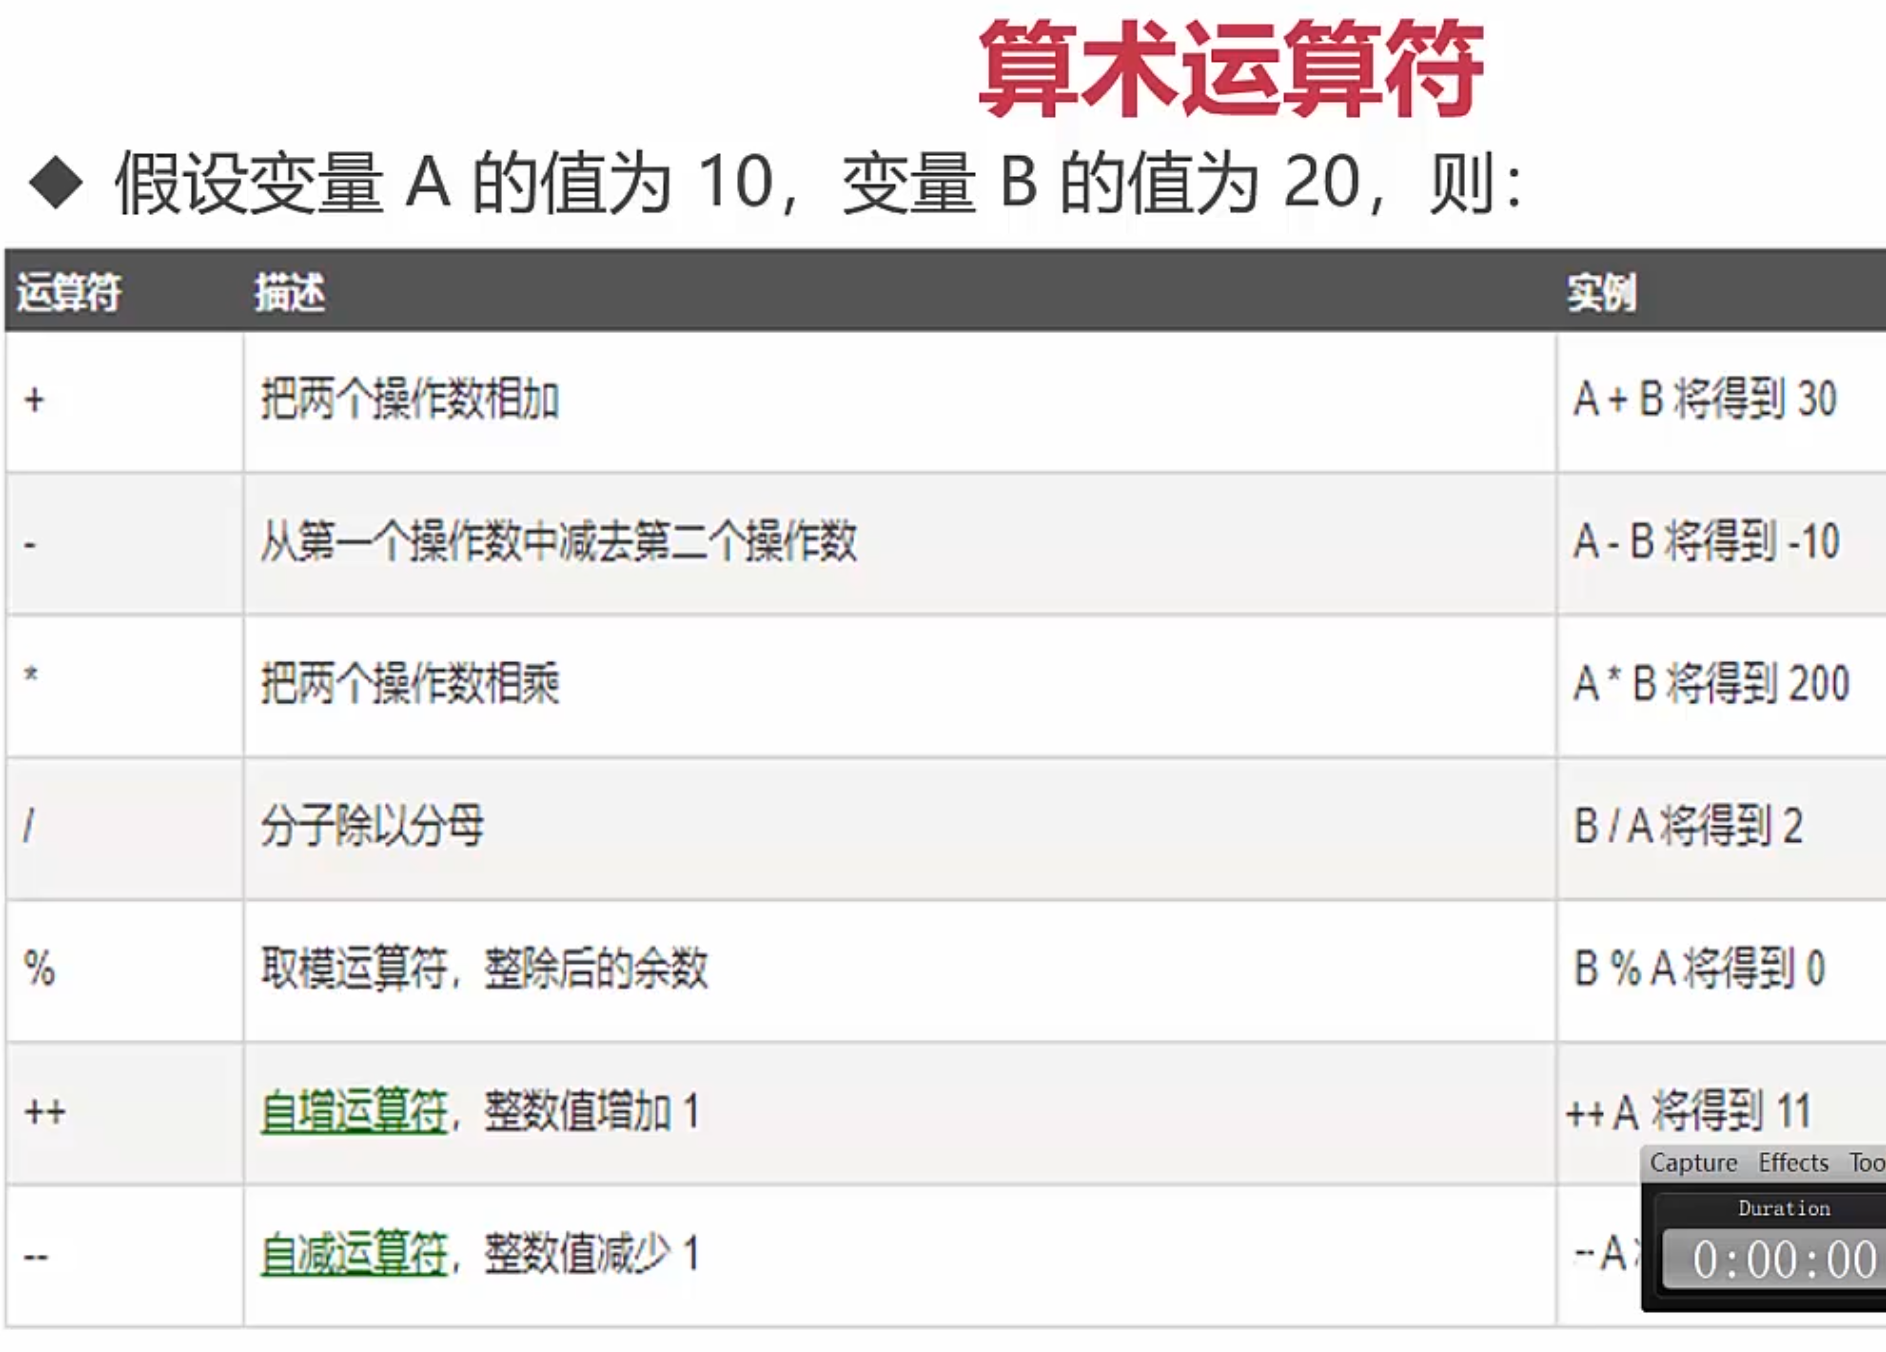 算术运算符
◆ 假设变量 A 的值为 10，变量 B 的值为 20，则：
运算符 描述 实例
+ 把两个操作数相加 A + B 将得到 30
- 从第一个操作数中减去第二个操作数 A - B 将得到 -10
* 把两个操作数相乘 A * B 将得到 200
/ 分子除以分母 B / A 将得到 2
% 取模运算符，整除后的余数 B % A 将得到 0
++ 自增运算符，整数值增加 1 ++ A 将得到 11
-- 自减运算符，整数值减少 1 -- A
Capture Effects
Duration
0:00:00